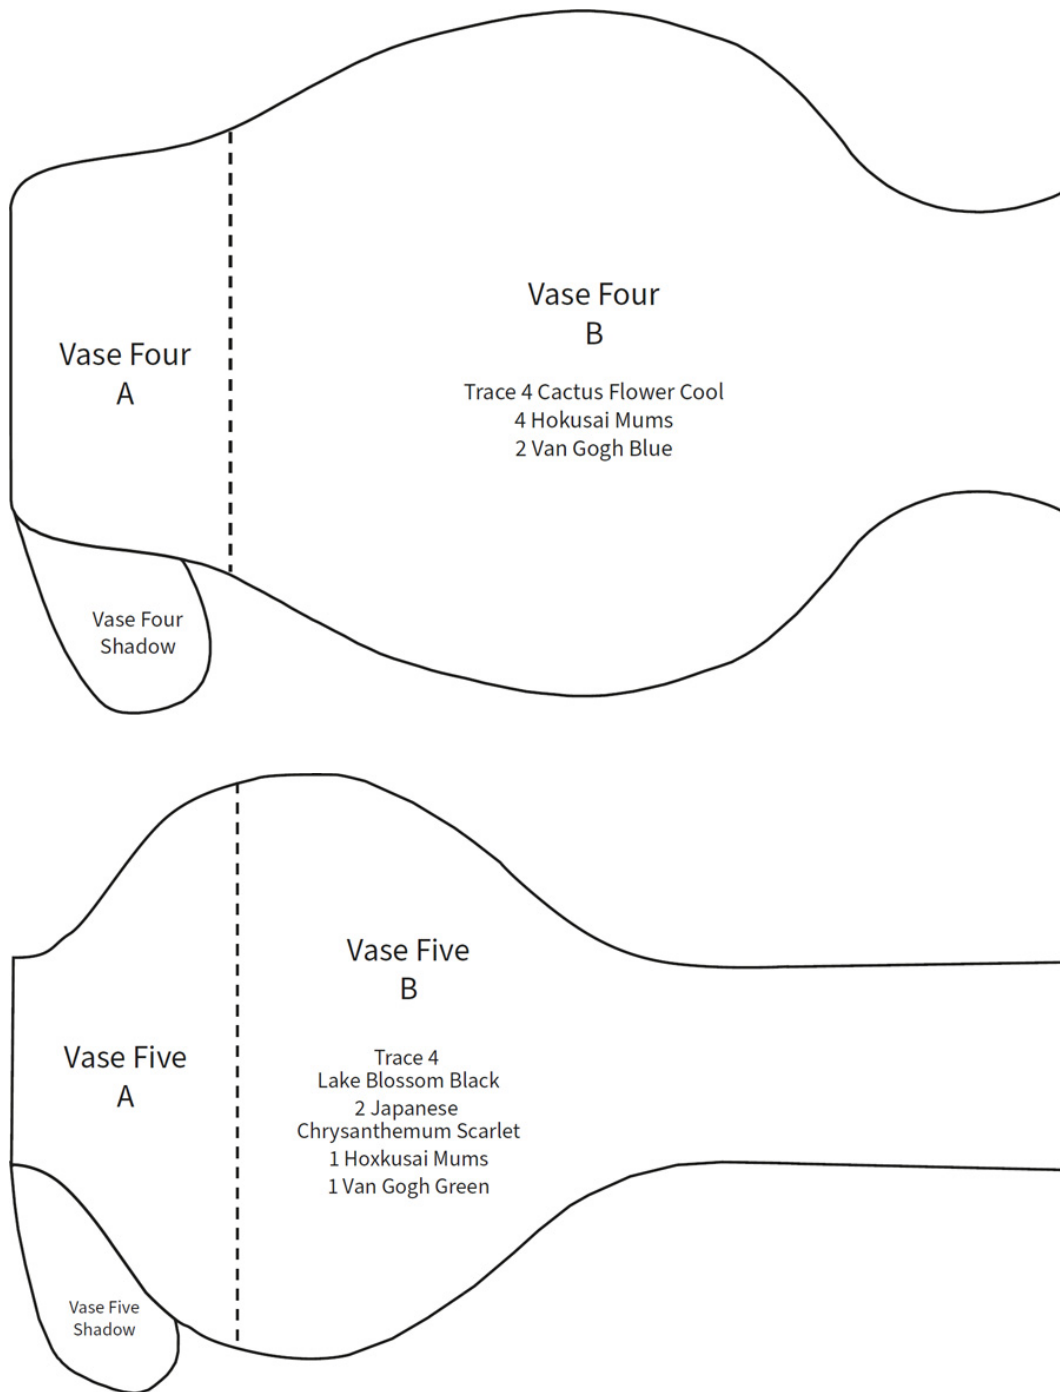 Vase Four
A
Vase Four
B
Trace 4 Cactus Flower Cool
4 Hokusai Mums
2 Van Gogh Blue
Vase Four
Shadow
Vase Five
A
Vase Five
B
Trace 4
Lake Blossom Black
2 Japanese
Chrysanthemum Scarlet
1 Hoxkusai Mums
1 Van Gogh Green
Vase Five
Shadow